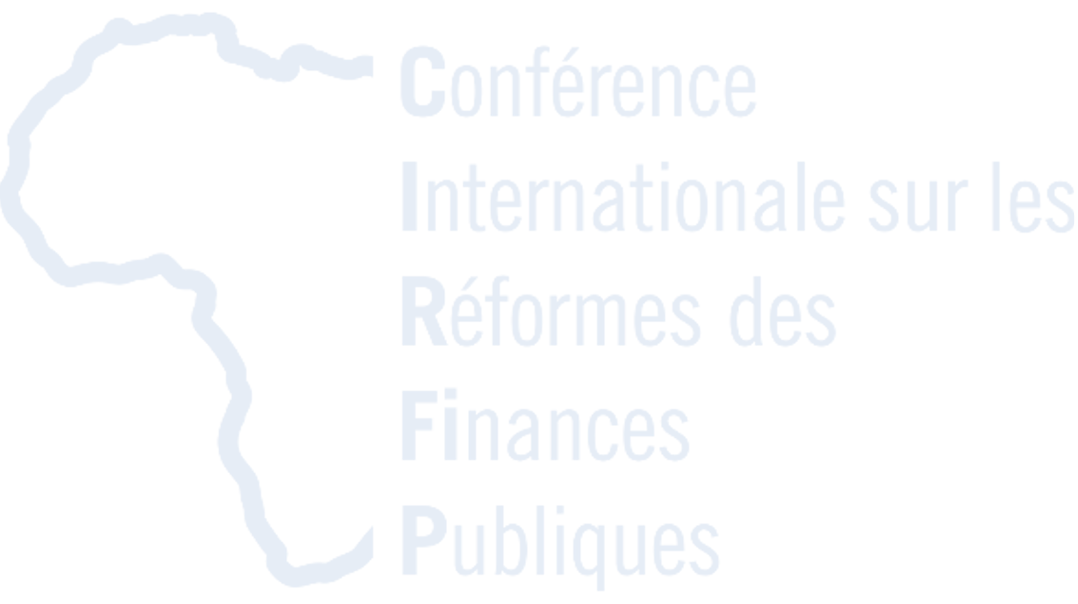 Conférence
Internationale sur les
Réformes des
Finances
Publiques